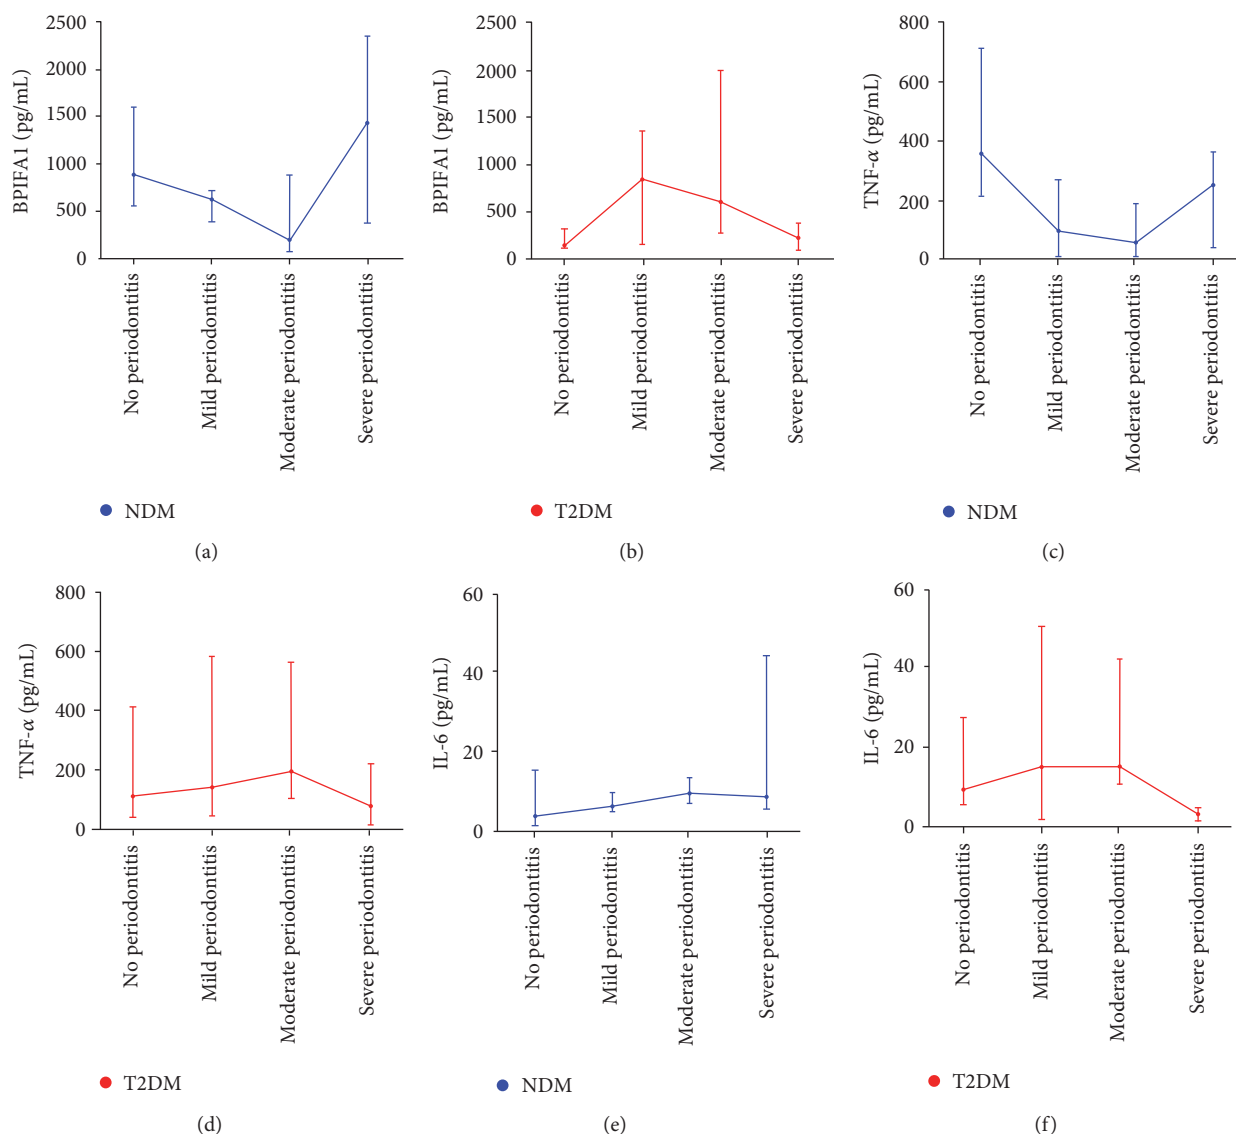 2500
2000
1500
1000
500
0
BPIFA1 (pg/mL)
No periodontitis
Mild periodontitis
Moderate periodontitis
Severe periodontitis
NDM
(a)
2500
2000
1500
1000
500
0
BPIFA1 (pg/mL)
No periodontitis
Mild periodontitis
Moderate periodontitis
Severe periodontitis
T2DM
(b)
800
600
400
200
0
TNF-α (pg/mL)
No periodontitis
Mild periodontitis
Moderate periodontitis
Severe periodontitis
NDM
(c)
800
600
400
200
0
TNF-α (pg/mL)
No periodontitis
Mild periodontitis
Moderate periodontitis
Severe periodontitis
T2DM
(d)
60
40
20
0
IL-6 (pg/mL)
No periodontitis
Mild periodontitis
Moderate periodontitis
Severe periodontitis
NDM
(e)
60
40
20
0
IL-6 (pg/mL)
No periodontitis
Mild periodontitis
Moderate periodontitis
Severe periodontitis
T2DM
(f)